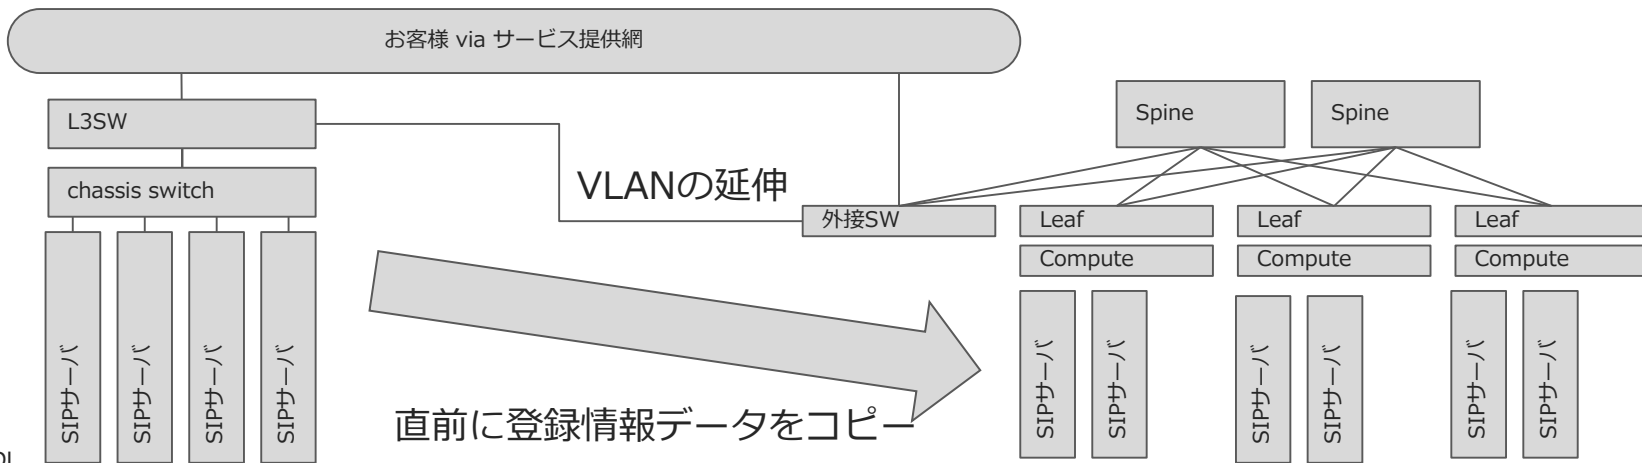 お客様 via サービス提供網
L3SW
chassis switch
SIPサーバ
SIPサーバ
SIPサーバ
SIPサーバ
VLANの延伸
直前に登録情報データをコピー
外接SW
Spine
Spine
Leaf
Leaf
Leaf
Compute
Compute
Compute
SIPサーバ
SIPサーバ
SIPサーバ
SIPサーバ
SIPサーバ
SIPサーバ